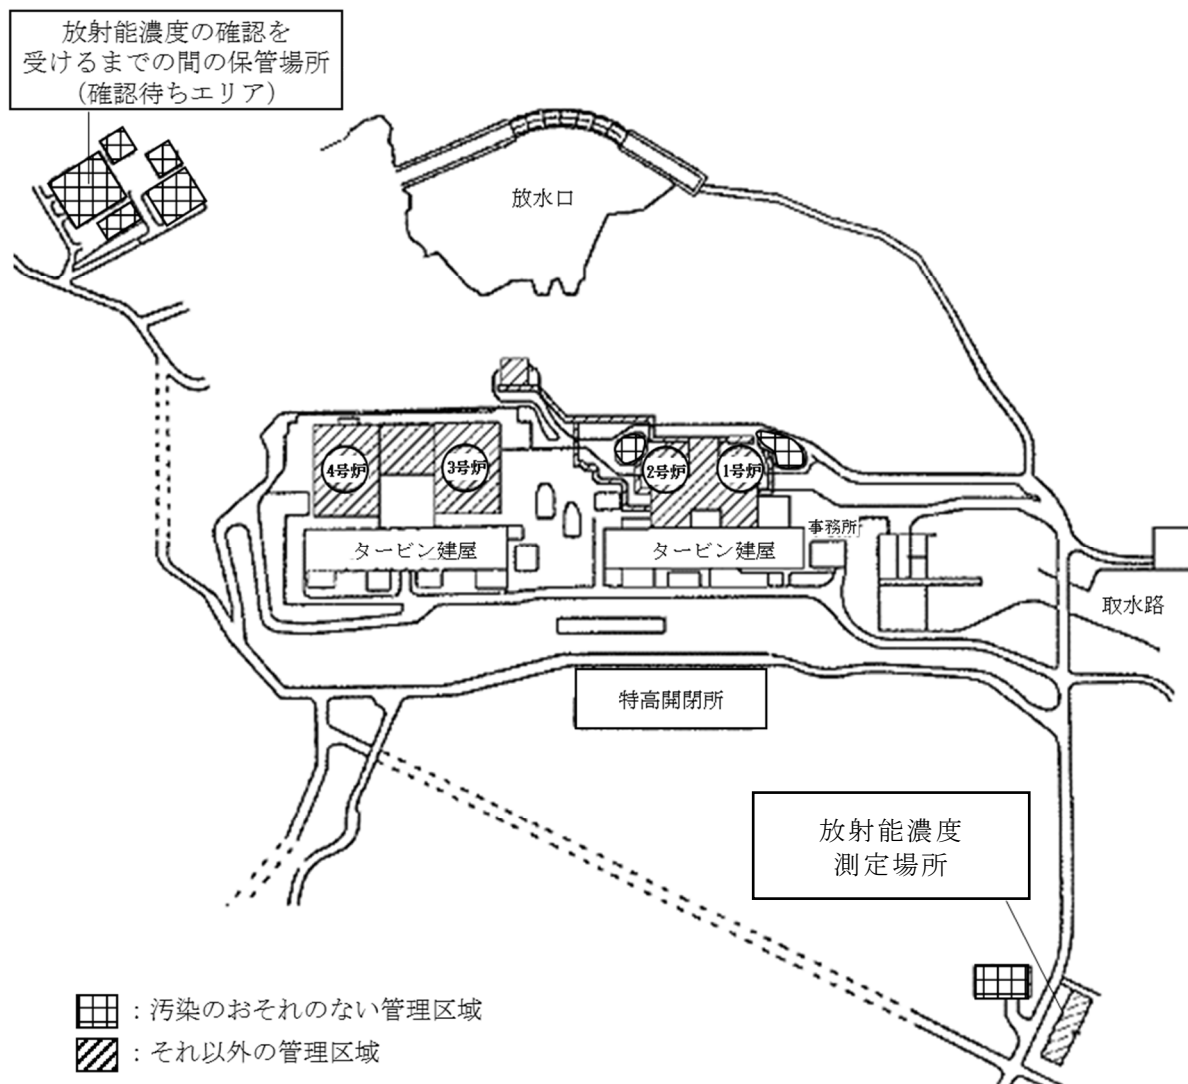 放射能濃度の確認を
受けるまでの間の保管場所
（確認待ちエリア）
放水口
4号炉
3号炉
2号炉
1号炉
タービン建屋
タービン建屋
事務所
取水路
特高開閉所
放射能濃度
測定場所
：汚染のおそれのない管理区域
：それ以外の管理区域